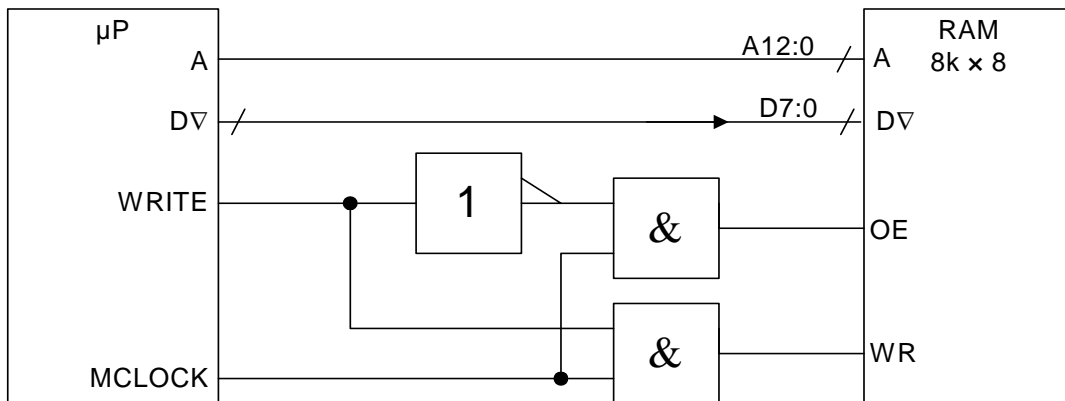 µP
RAM
8k × 8
A
A12:0
A
D∇
D7:0
D∇
WRITE
1
&
OE
&
WR
MCLOCK